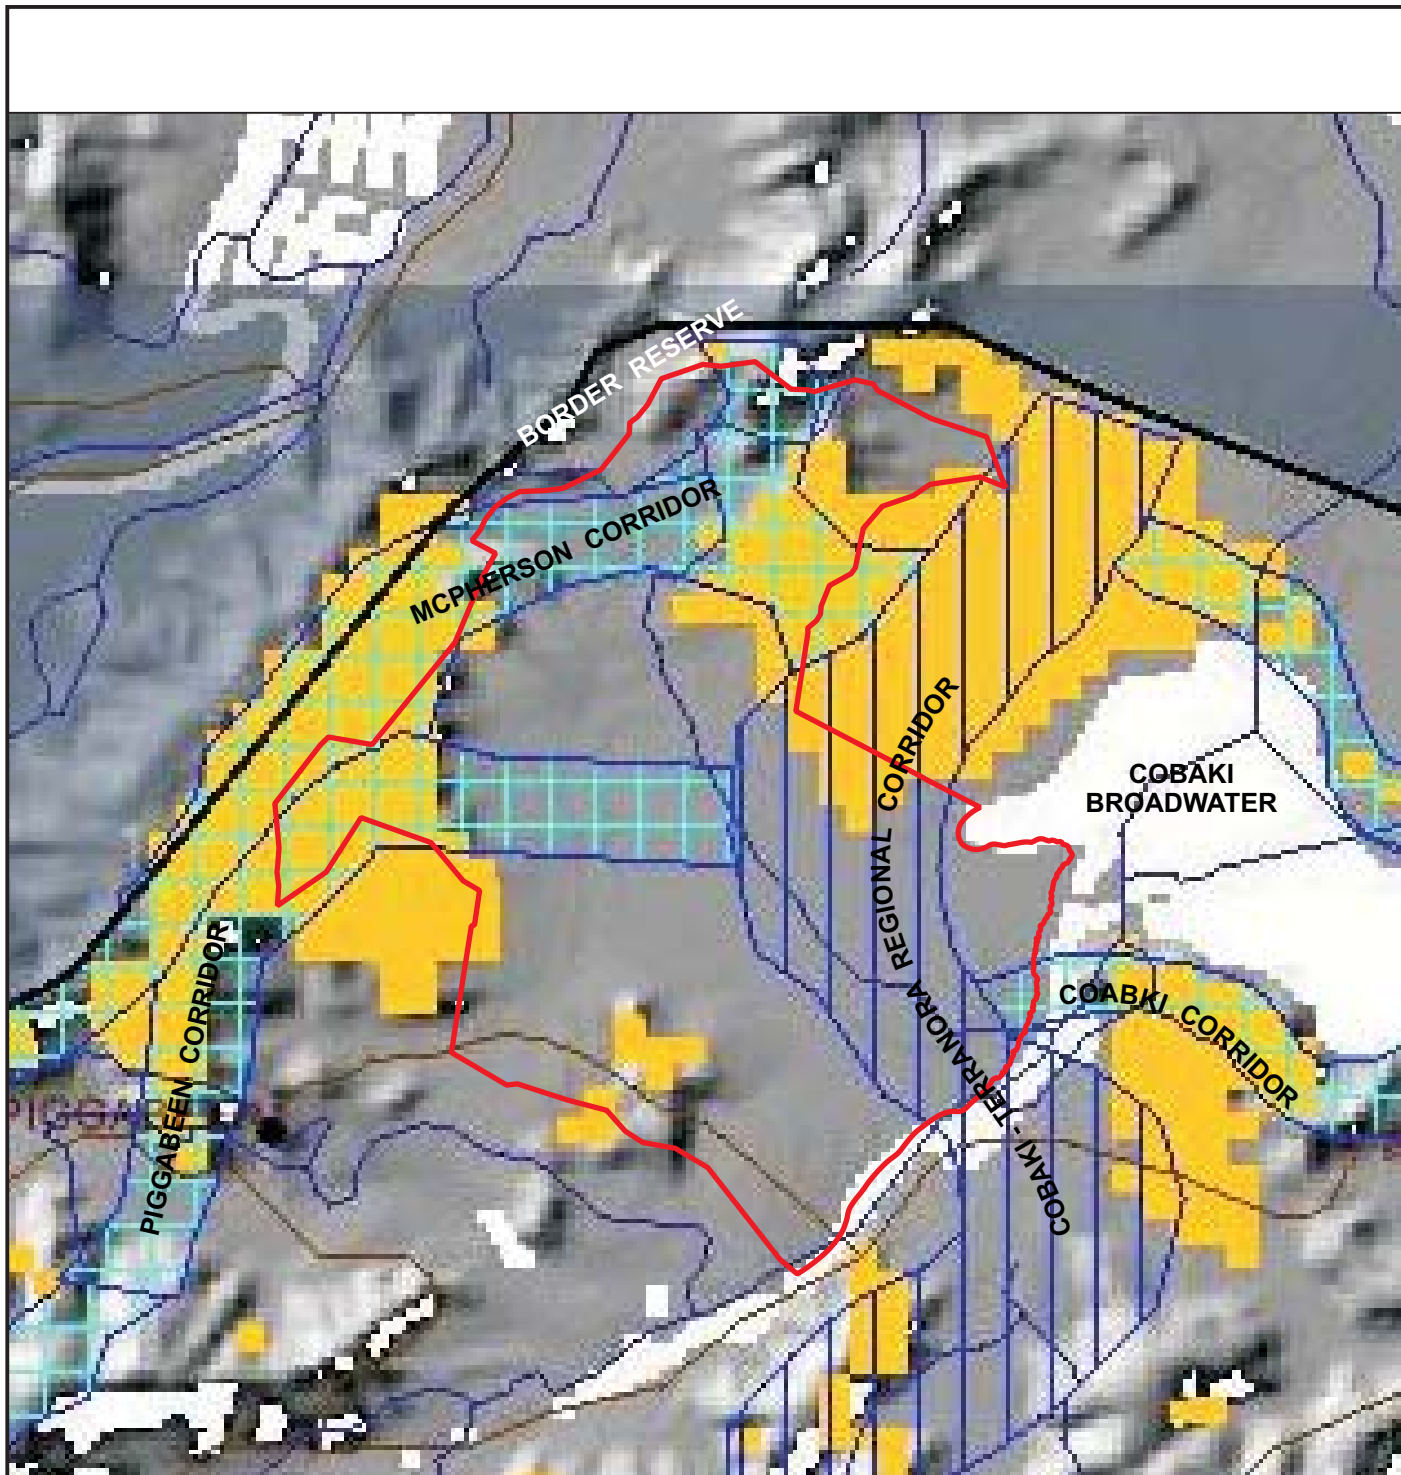 BORDER RESERVE
MCPHERSON CORRIDOR
REGIONAL CORRIDOR
COBAKI
BROADWATER
COABKI CORRIDOR
PIGGABEEN CORRIDOR
COBAKI - TERRANORA